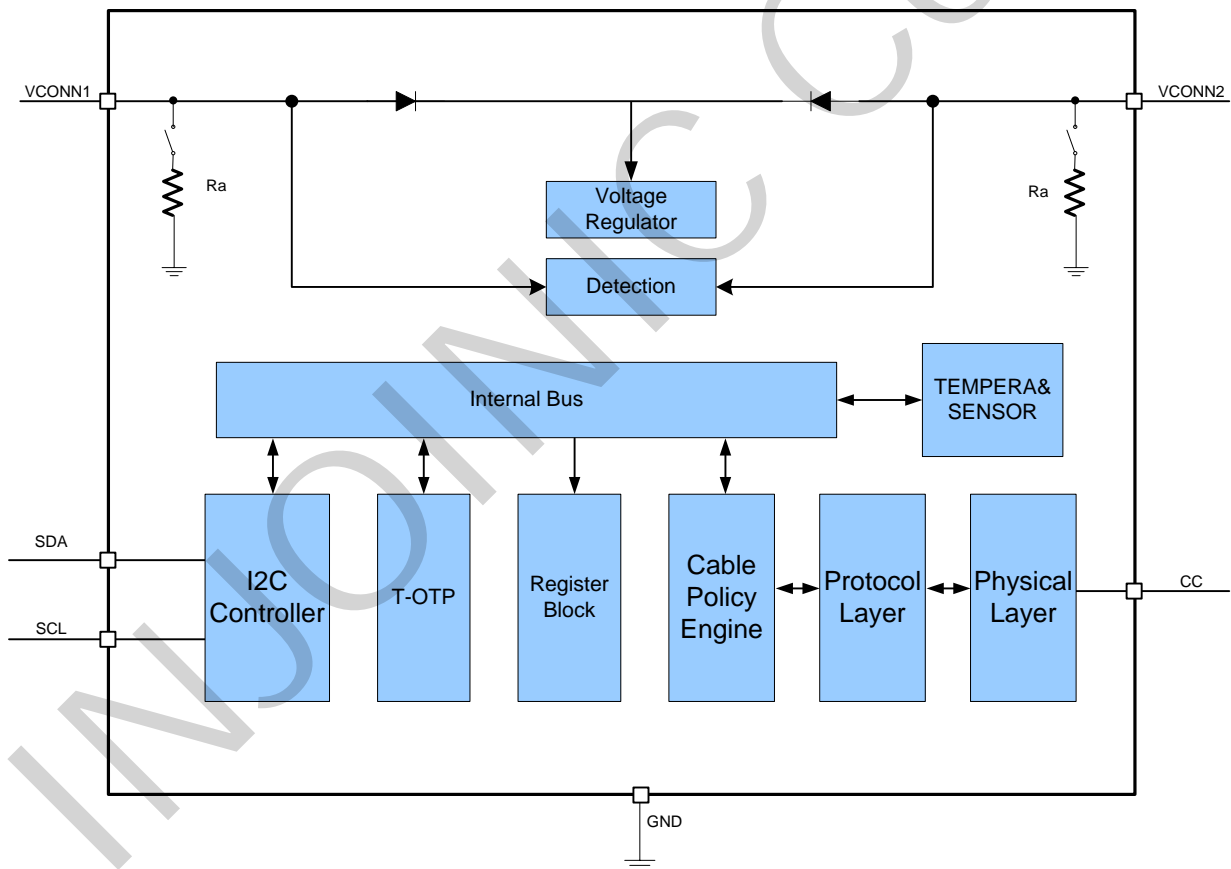 VCONN1
VCONN2
Ra
Ra
Voltage
Regulator
Detection
Internal Bus
TEMPERA&
SENSOR
SDA
SCL
I2C
Controller
T-OTP
Register
Block
Cable
Policy
Engine
Protocol
Layer
Physical
Layer
CC
GND
INJOINIC